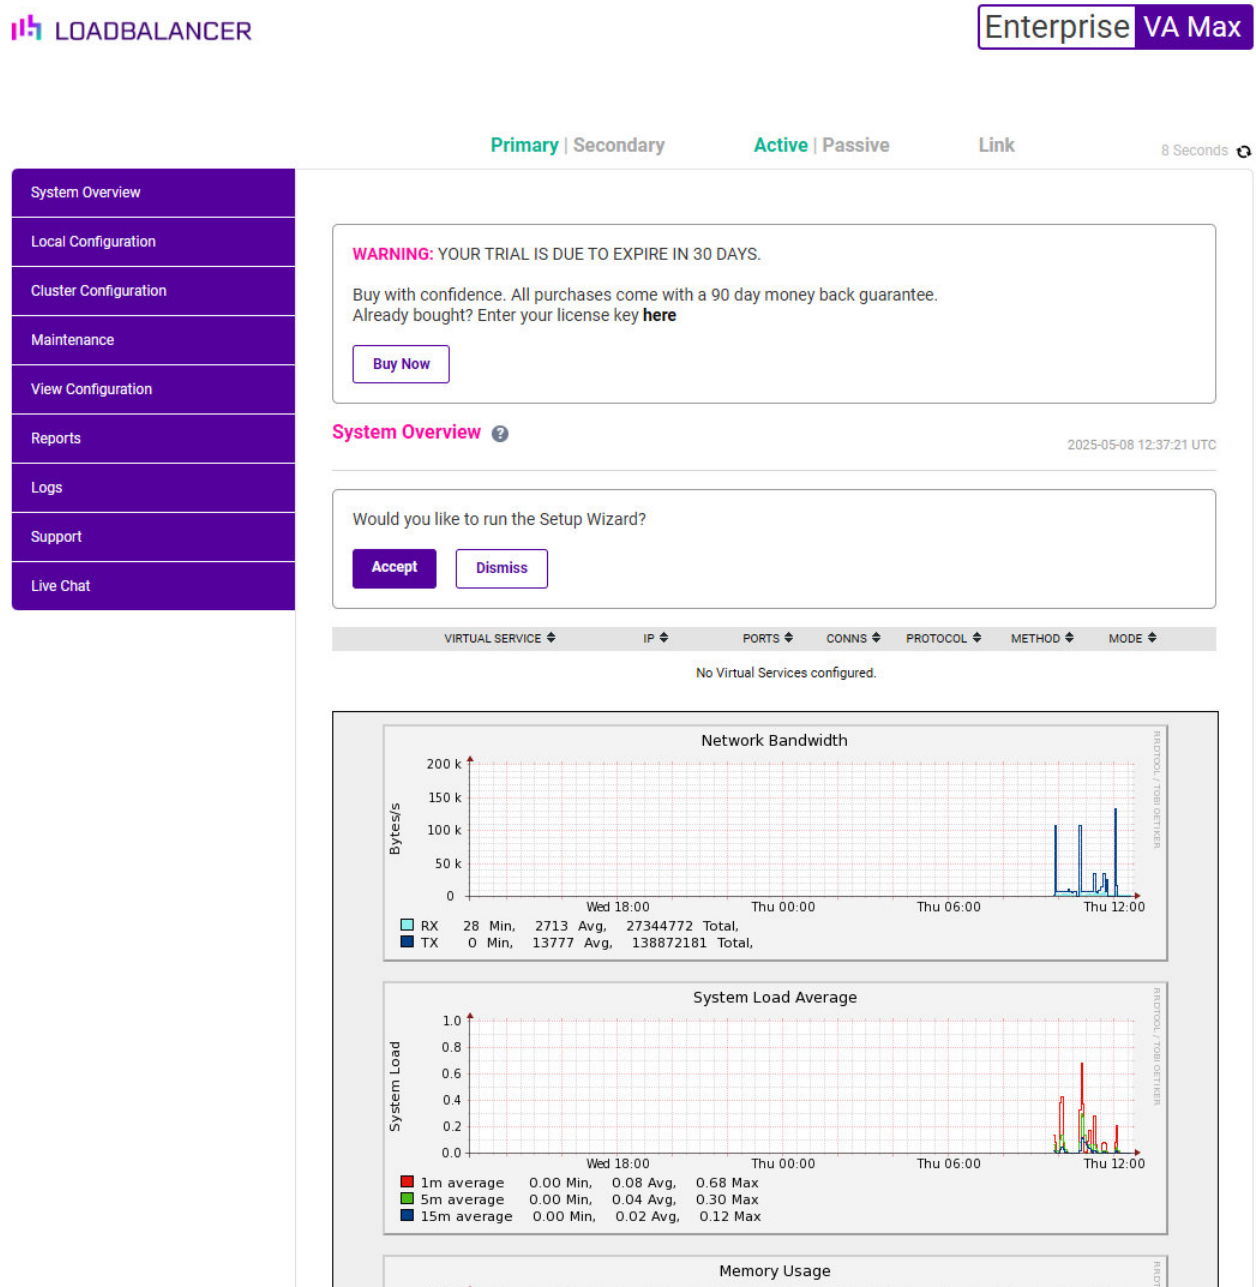 LOADBALANCER
Enterprise VA Max
Primary | Secondary Active | Passive Link 8 Seconds
System Overview
Local Configuration
Cluster Configuration
Maintenance
View Configuration
Reports
Logs
Support
Live Chat
WARNING: YOUR TRIAL IS DUE TO EXPIRE IN 30 DAYS.
Buy with confidence. All purchases come with a 90 day money back guarantee.
Already bought? Enter your license key here
Buy Now
System Overview ?
2025-05-08 12:37:21 UTC
Would you like to run the Setup Wizard?
Accept Dismiss
VIRTUAL SERVICE IP PORTS CONNS PROTOCOL METHOD MODE
No Virtual Services configured.
Network Bandwidth
RRDTOOL / TOBI OETIKER
Bytes/s
200 k
150 k
100 k
50 k
0
Wed 18:00 Thu 00:00 Thu 06:00 Thu 12:00
RX 28 Min, 2713 Avg, 27344772 Total,
TX 0 Min, 13777 Avg, 138872181 Total,
System Load Average
RRDTOOL / TOBI OETIKER
System Load
1.0
0.8
0.6
0.4
0.2
0.0
Wed 18:00 Thu 00:00 Thu 06:00 Thu 12:00
1m average 0.00 Min, 0.08 Avg, 0.68 Max
5m average 0.00 Min, 0.04 Avg, 0.30 Max
15m average 0.00 Min, 0.02 Avg, 0.12 Max
Memory Usage